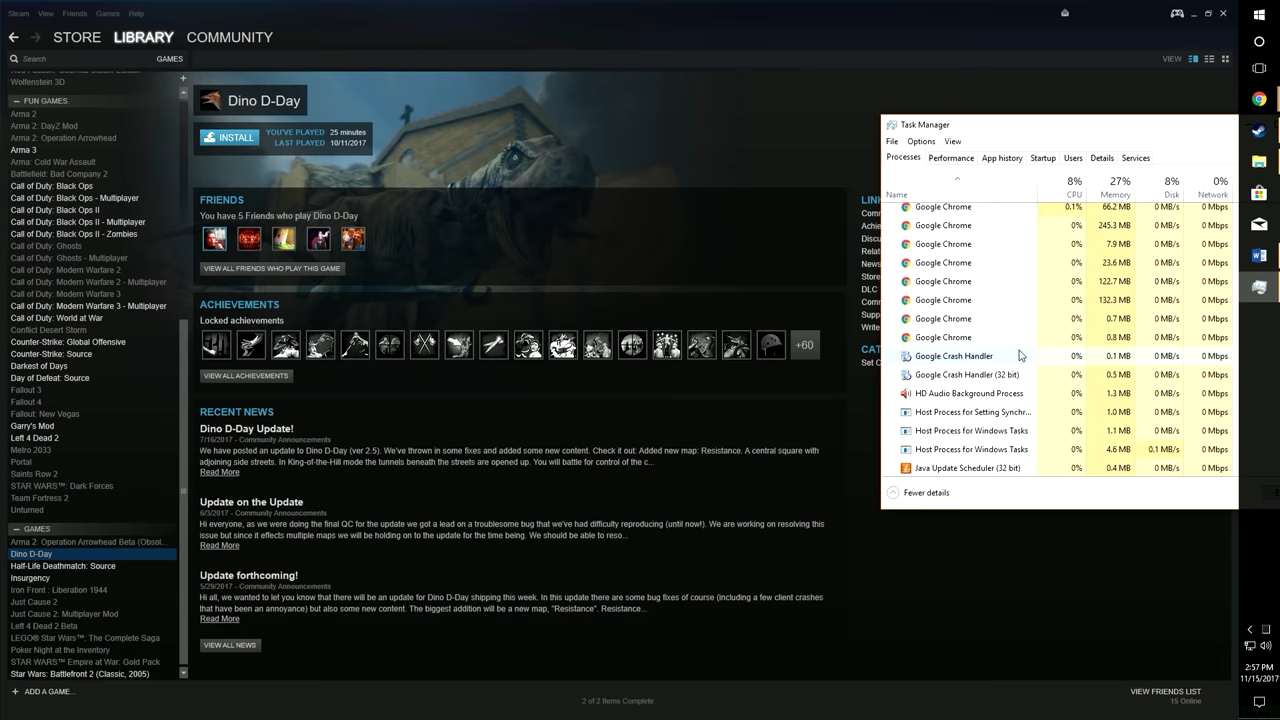 Steam View Friends Games Help
STORE LIBRARY COMMUNITY
Search GAMES
VIEW
Wolfenstein 3D
FUN GAMES.
Arma 2
Arma 2: DayZ Mod
Arma 2: Operation Arrowhead
Arma 3
Arma: Cold War Assault
Battlefield: Bad Company 2
Call of Duty: Black Ops
Call of Duty: Black Ops - Multiplayer
Call of Duty: Black Ops II
Call of Duty: Black Ops II - Multiplayer
Call of Duty: Black Ops II - Zombies
Call of Duty: Ghosts
Call of Duty: Ghosts - Multiplayer
Call of Duty: Modern Warfare 2
Call of Duty: Modern Warfare 2 - Multiplayer
Call of Duty: Modern Warfare 3
Call of Duty: Modern Warfare 3 - Multiplayer
Call of Duty: World at War
Conflict Desert Storm
Counter-Strike: Global Offensive
Counter-Strike: Source
Darkest of Days
Day of Defeat: Source
Fallout 3
Fallout 4
Fallout: New Vegas
Garry's Mod
Left 4 Dead 2
Metro 2033
Portal
Saints Row 2
STAR WARS™: Dark Forces
Team Fortress 2
Unturned
GAMES
Arma 2: Operation Arrowhead Beta (Obsol...
Dino D-Day
Half-Life Deathmatch: Source
Insurgency
Iron Front : Liberation 1944
Just Cause 2
Just Cause 2: Multiplayer Mod
Left 4 Dead 2 Beta
LEGO® Star Wars™: The Complete Saga
Poker Night at the Inventory
STAR WARS™ Empire at War: Gold Pack
Star Wars: Battlefront 2 (Classic, 2005)
ADD A GAME...
Dino D-Day
INSTALL
YOU'VE PLAYED 25 minutes
LAST PLAYED 10/11/2017
FRIENDS
You have 5 Friends who play Dino D-Day
VIEW ALL FRIENDS WHO PLAY THIS GAME
ACHIEVEMENTS
Locked achievements
+60
VIEW ALL ACHIEVEMENTS
RECENT NEWS
Dino D-Day Update!
7/16/2017 - Community Announcements
We have posted an update to Dino D-Day (ver 2.5). We've thrown in some fixes and added some new content. Check it out: Added new map: Resistance. A central square with
adjoining side streets. In King-of-the-Hill mode the tunnels beneath the streets are opened up. You will battle for control of the c...
Read More
Update on the Update
6/3/2017 - Community Announcements
Hi everyone, as we were doing the final QC for the update we got a lead on a troublesome bug that we've had difficulty reproducing (until now!). We are working on resolving this
issue but since it effects multiple maps we will be holding on to the update for the time being. We should be able to reso...
Read More
Update forthcoming!
5/29/2017 - Community Announcements
Hi all, we wanted to let you know that there will be an update for Dino D-Day shipping this week. In this update there are some bug fixes of course (including a few client crashes
that have been an annoyance) but also some new content. The biggest addition will be a new map, "Resistance". Resistance...
Read More
VIEW ALL NEWS
2 of 2 Items Complete
LIN
Com
Achie
Discu
Relat
News
Store
DLC
Comm
Supp
Write
CAT
Set C
Task Manager
File Options View
Processes Performance App history Startup Users Details Services
8% 27% 8% 0%
Name CPU Memory Disk Network
Google Chrome 0.1% 66.2 MB 0 MB/s 0 Mbps
Google Chrome 0% 245.3 MB 0 MB/s 0 Mbps
Google Chrome 0% 7.9 MB 0 MB/s 0 Mbps
Google Chrome 0% 23.6 MB 0 MB/s 0 Mbps
Google Chrome 0% 122.7 MB 0 MB/s 0 Mbps
Google Chrome 0% 132.3 MB 0 MB/s 0 Mbps
Google Chrome 0% 0.7 MB 0 MB/s 0 Mbps
Google Chrome 0% 0.8 MB 0 MB/s 0 Mbps
Google Crash Handler 0% 0.1 MB 0 MB/s 0 Mbps
Google Crash Handler (32 bit) 0% 0.5 MB 0 MB/s 0 Mbps
HD Audio Background Process 0% 1.3 MB 0 MB/s 0 Mbps
Host Process for Setting Synchr... 0% 1.0 MB 0 MB/s 0 Mbps
Host Process for Windows Tasks 0% 1.1 MB 0 MB/s 0 Mbps
Host Process for Windows Tasks 0% 4.6 MB 0.1 MB/s 0 Mbps
Java Update Scheduler (32 bit) 0% 0.4 MB 0 MB/s 0 Mbps
Fewer details
VIEW FRIENDS LIST
15 Online
2:57 PM
11/15/2017